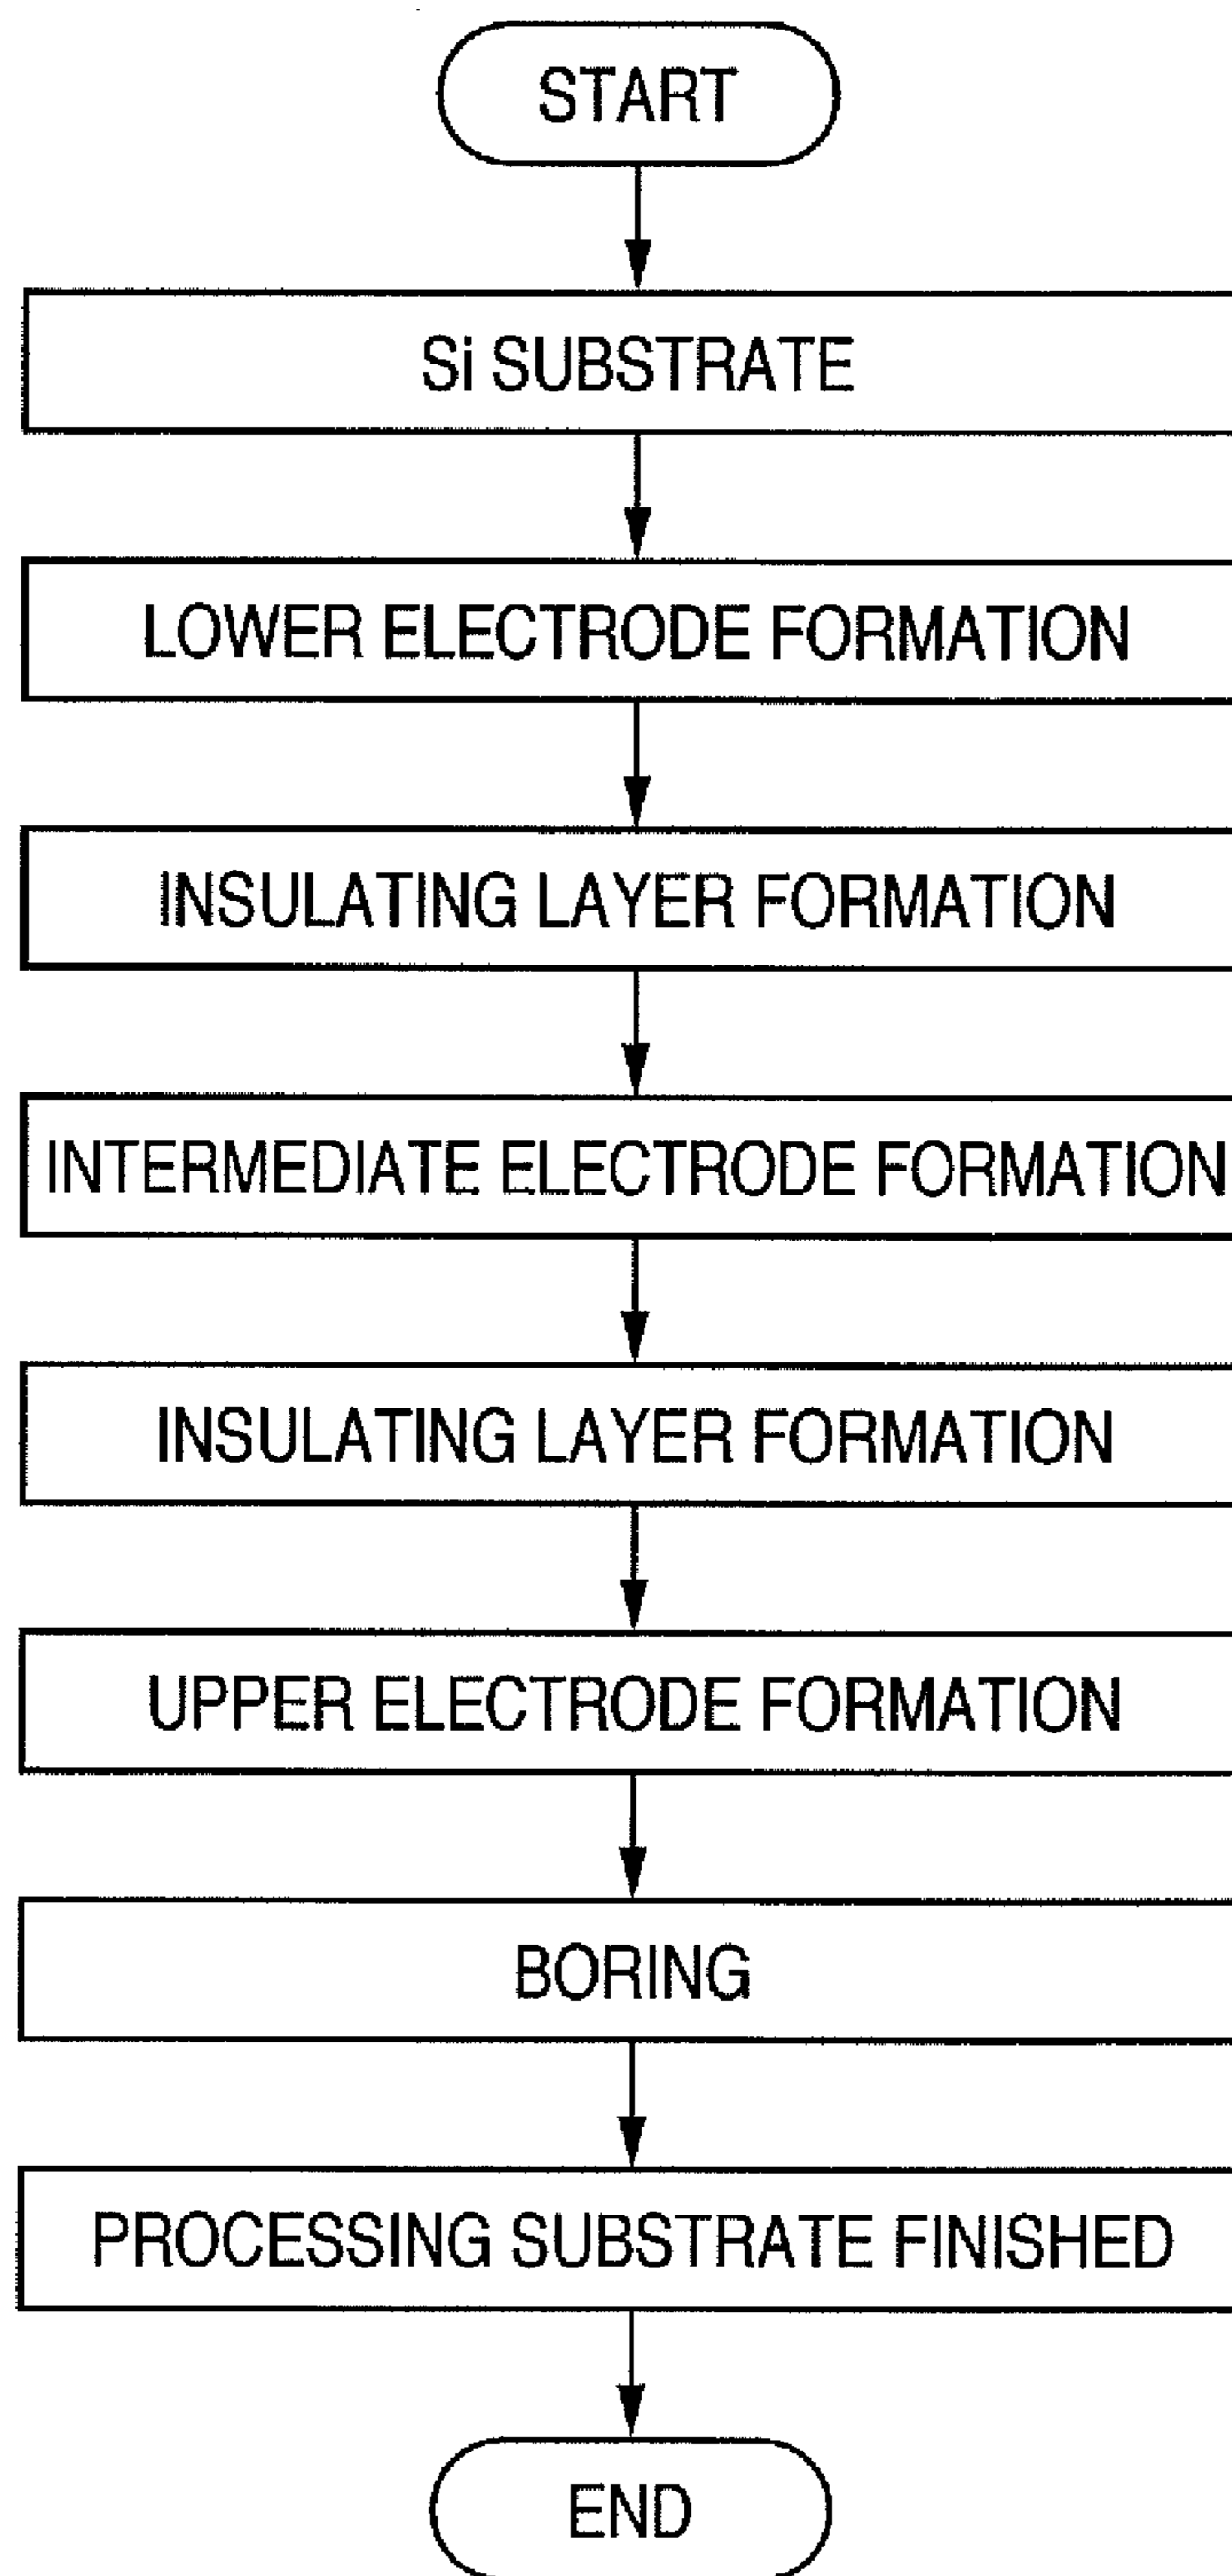 START
Si SUBSTRATE
LOWER ELECTRODE FORMATION
INSULATING LAYER FORMATION
INTERMEDIATE ELECTRODE FORMATION
INSULATING LAYER FORMATION
UPPER ELECTRODE FORMATION
BORING
PROCESSING SUBSTRATE FINISHED
END